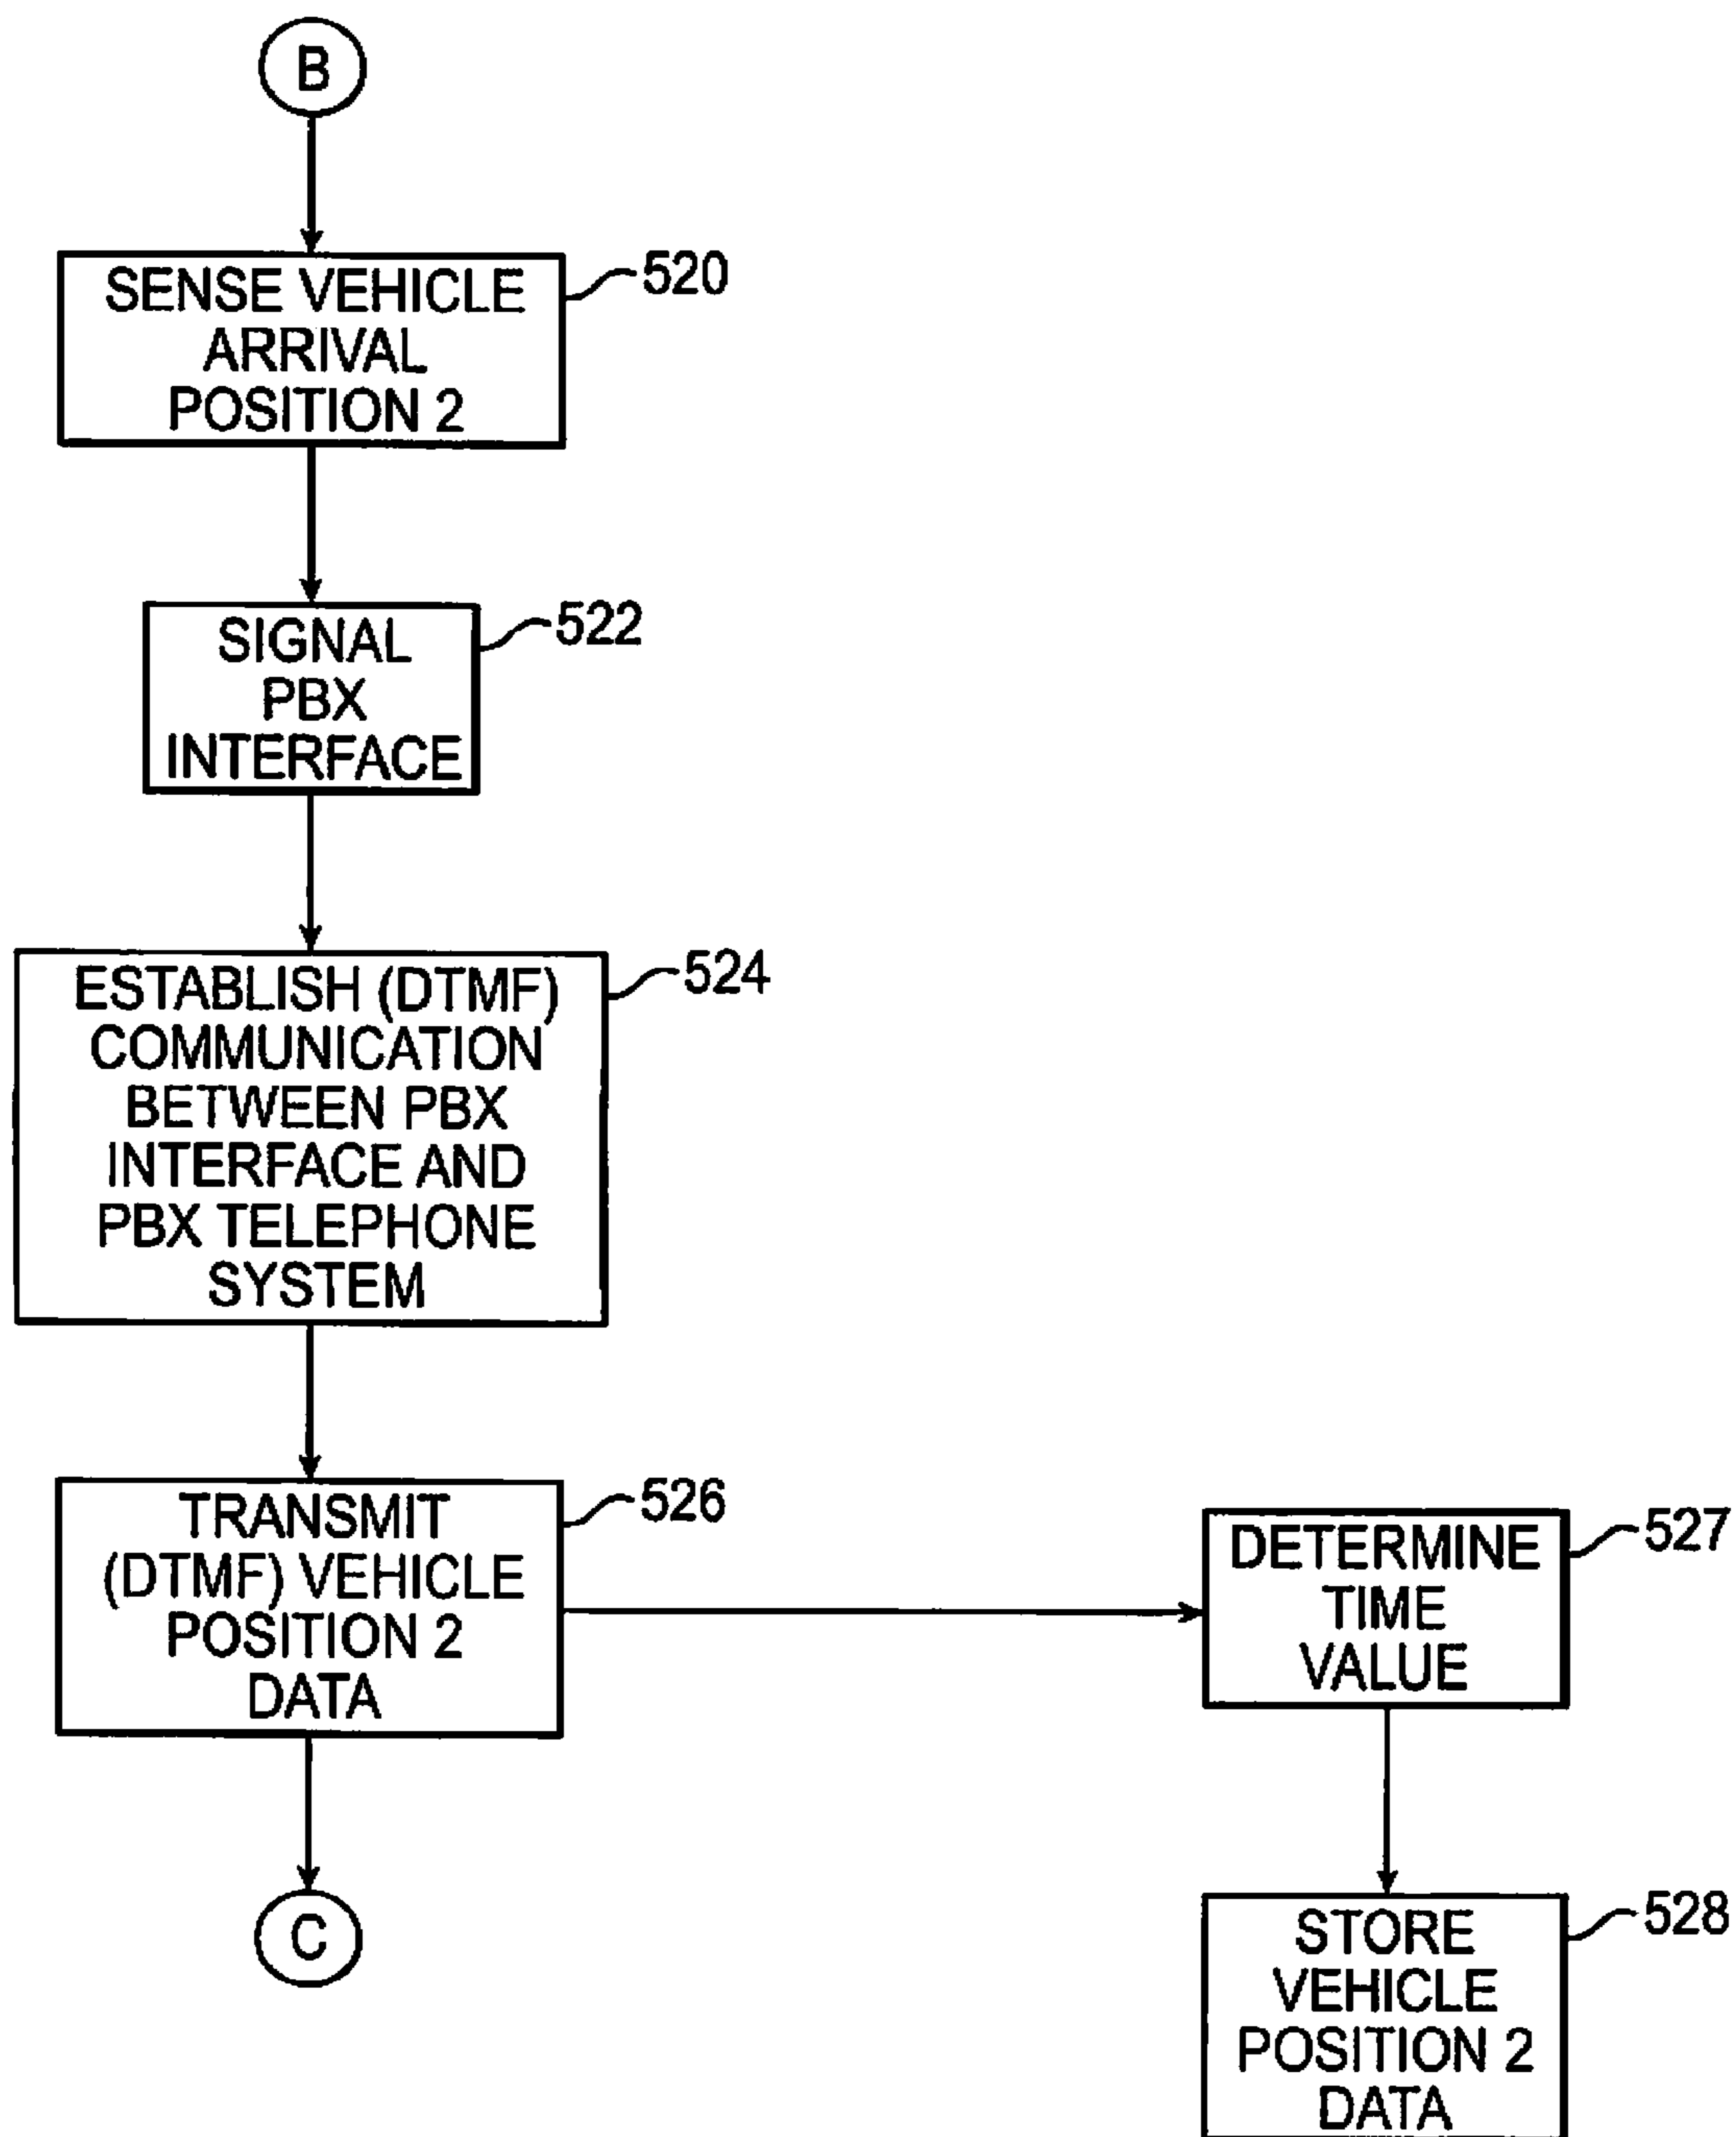 B
SENSE VEHICLE
ARRIVAL
POSITION 2
520
SIGNAL
PBX
INTERFACE
522
ESTABLISH (DTMF)
COMMUNICATION
BETWEEN PBX
INTERFACE AND
PBX TELEPHONE
SYSTEM
524
TRANSMIT
(DTMF) VEHICLE
POSITION 2
DATA
526
DETERMINE
TIME
VALUE
527
C
STORE
VEHICLE
POSITION 2
DATA
528